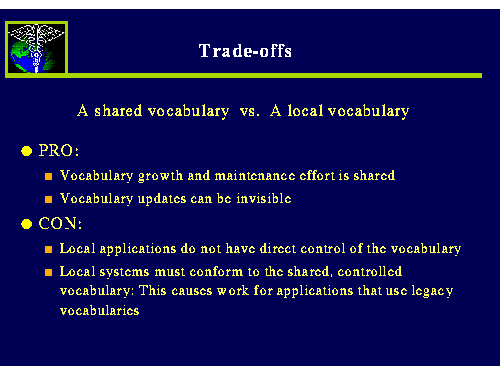 Trade-offs
A shared vocabulary vs. A local vocabulary
PRO:
Vocabulary growth and maintenance effort is shared
Vocabulary updates can be invisible
CON:
Local applications do not have direct control of the vocabulary
Local systems must conform to the shared, controlled
vocabulary: This causes work for applications that use legacy
vocabularies